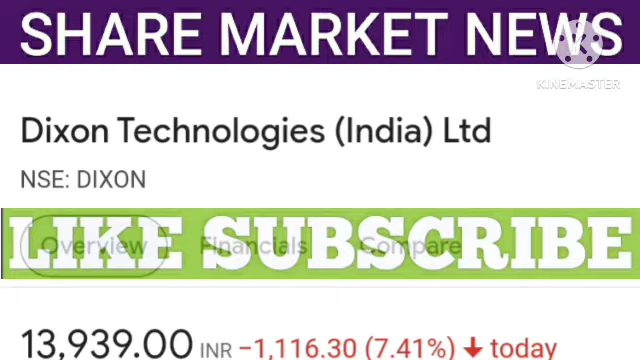 SHARE MARKET NEWS
KINEMASTER
Dixon Technologies (India) Ltd
NSE: DIXON
LIKE SUBSCRIBE
Overview Financials Compare
13,939.00 INR −1,116.30 (7.41%) ↓ today